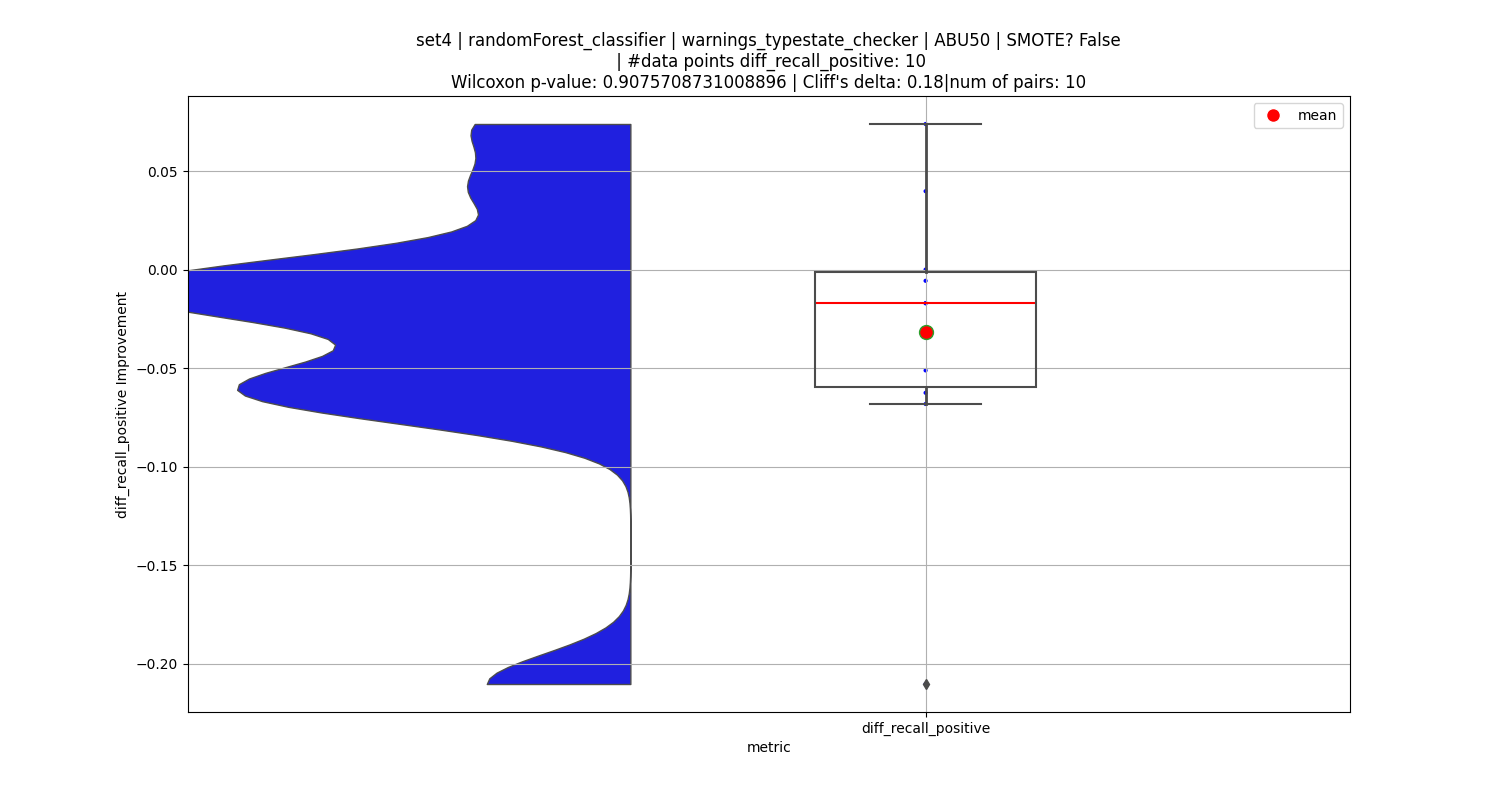 set4 | randomForest_classifier | warnings_typestate_checker | ABU50 | SMOTE? False
| #data points diff_recall_positive: 10
Wilcoxon p-value: 0.9075708731008896 | Cliff's delta: 0.18|num of pairs: 10
mean
0.05
0.00
−0.05
−0.10
−0.15
−0.20
diff_recall_positive Improvement
diff_recall_positive
metric